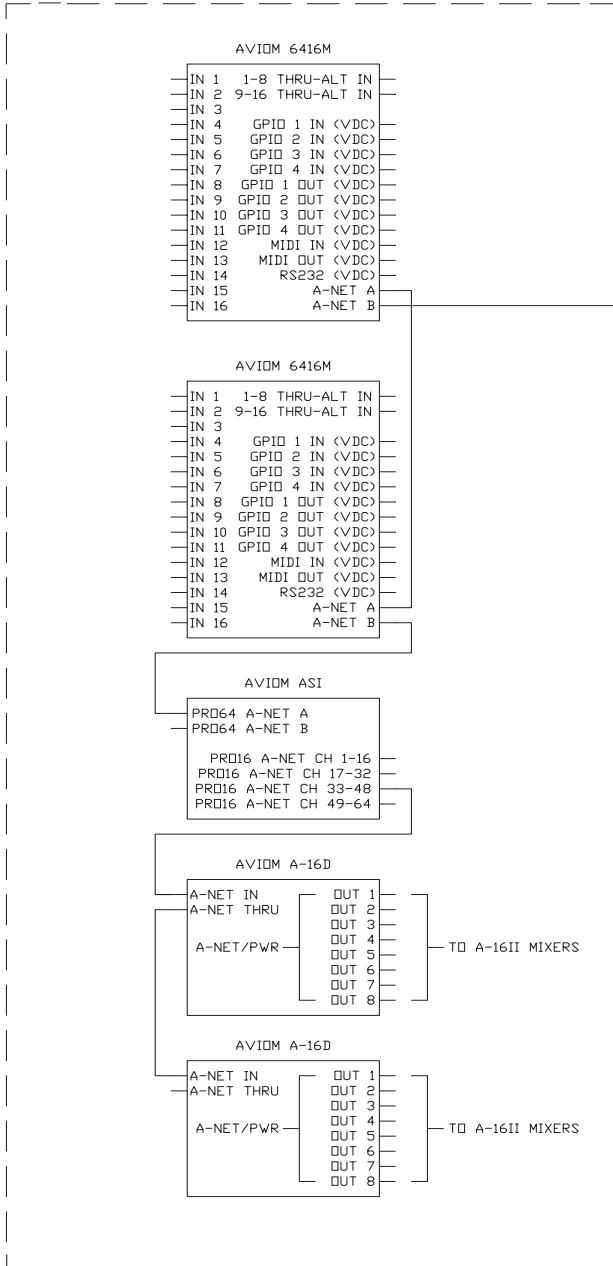 AVIOM 6416M
IN 1 1-8 THRU-ALT IN
IN 2 9-16 THRU-ALT IN
IN 3
IN 4 GPIO 1 IN (VDC)
IN 5 GPIO 2 IN (VDC)
IN 6 GPIO 3 IN (VDC)
IN 7 GPIO 4 IN (VDC)
IN 8 GPIO 1 OUT (VDC)
IN 9 GPIO 2 OUT (VDC)
IN 10 GPIO 3 OUT (VDC)
IN 11 GPIO 4 OUT (VDC)
IN 12 MIDI IN (VDC)
IN 13 MIDI OUT (VDC)
IN 14 RS232 (VDC)
IN 15 A-NET A
IN 16 A-NET B
AVIOM 6416M
IN 1 1-8 THRU-ALT IN
IN 2 9-16 THRU-ALT IN
IN 3
IN 4 GPIO 1 IN (VDC)
IN 5 GPIO 2 IN (VDC)
IN 6 GPIO 3 IN (VDC)
IN 7 GPIO 4 IN (VDC)
IN 8 GPIO 1 OUT (VDC)
IN 9 GPIO 2 OUT (VDC)
IN 10 GPIO 3 OUT (VDC)
IN 11 GPIO 4 OUT (VDC)
IN 12 MIDI IN (VDC)
IN 13 MIDI OUT (VDC)
IN 14 RS232 (VDC)
IN 15 A-NET A
IN 16 A-NET B
AVIOM ASI
PRO64 A-NET A
PRO64 A-NET B
PRO16 A-NET CH 1-16
PRO16 A-NET CH 17-32
PRO16 A-NET CH 33-48
PRO16 A-NET CH 49-64
AVIOM A-16D
A-NET IN OUT 1
A-NET THRU OUT 2
OUT 3
OUT 4
A-NET/PWR TO A-16II MIXERS
OUT 5
OUT 6
OUT 7
OUT 8
AVIOM A-16D
A-NET IN OUT 1
A-NET THRU OUT 2
OUT 3
OUT 4
A-NET/PWR TO A-16II MIXERS
OUT 5
OUT 6
OUT 7
OUT 8